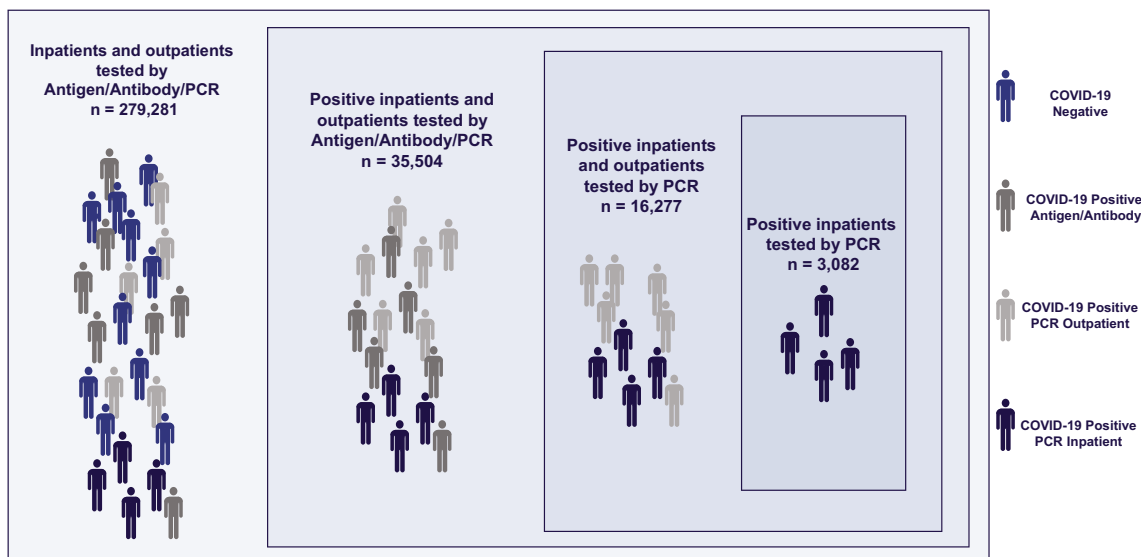 Inpatients and outpatients
tested by
Antigen/Antibody/PCR
n = 279,281
Positive inpatients and
outpatients tested by
Antigen/Antibody/PCR
n = 35,504
Positive inpatients
and outpatients
tested by PCR
n = 16,277
Positive inpatients
tested by PCR
n = 3,082
COVID-19
Negative
COVID-19 Positive
Antigen/Antibody
COVID-19 Positive
PCR Outpatient
COVID-19 Positive
PCR Inpatient